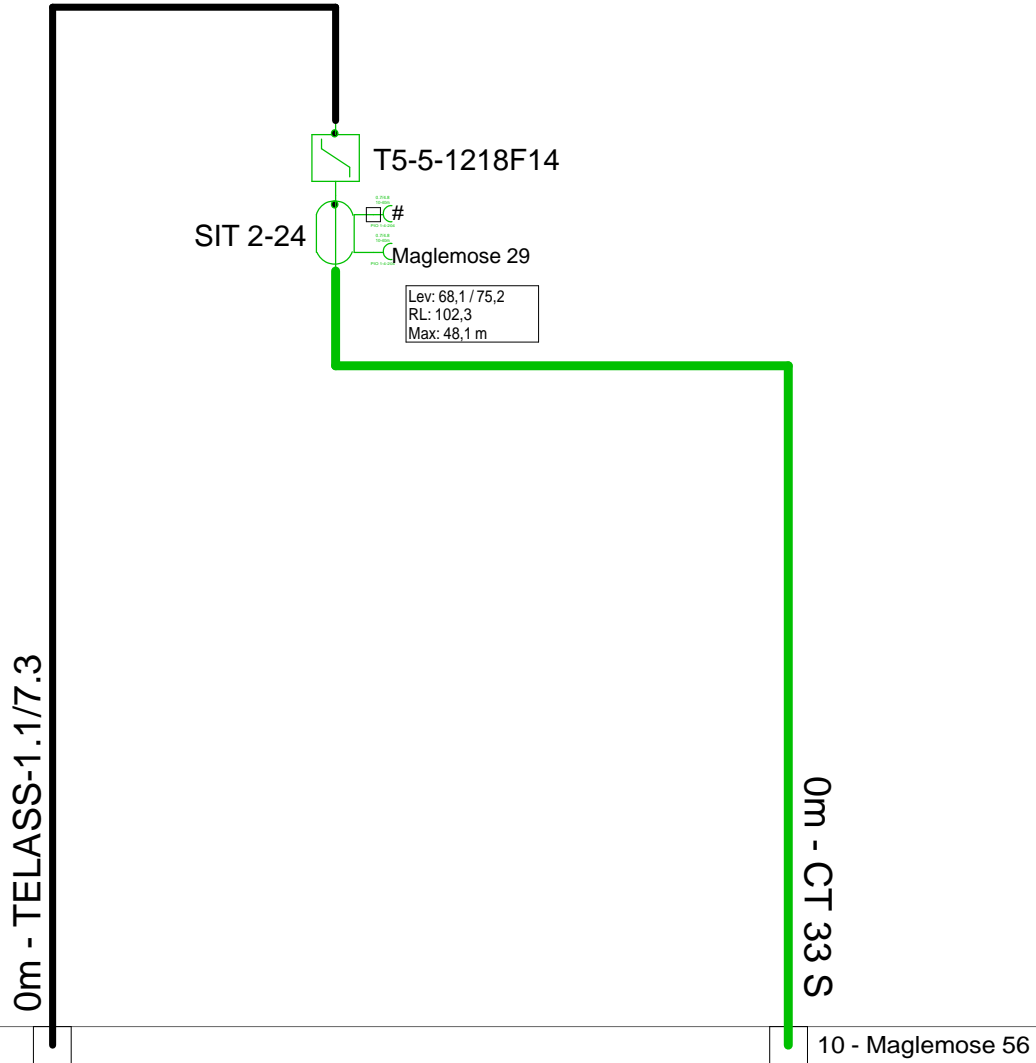 T5-5-1218F14
SIT 2-24
#
Maglemose 29
Lev: 68,1 / 75,2
RL: 102,3
Max: 48,1 m
0m - TELASS-1.1/7.3
0m - CT 33 S
10 - Maglemose 56